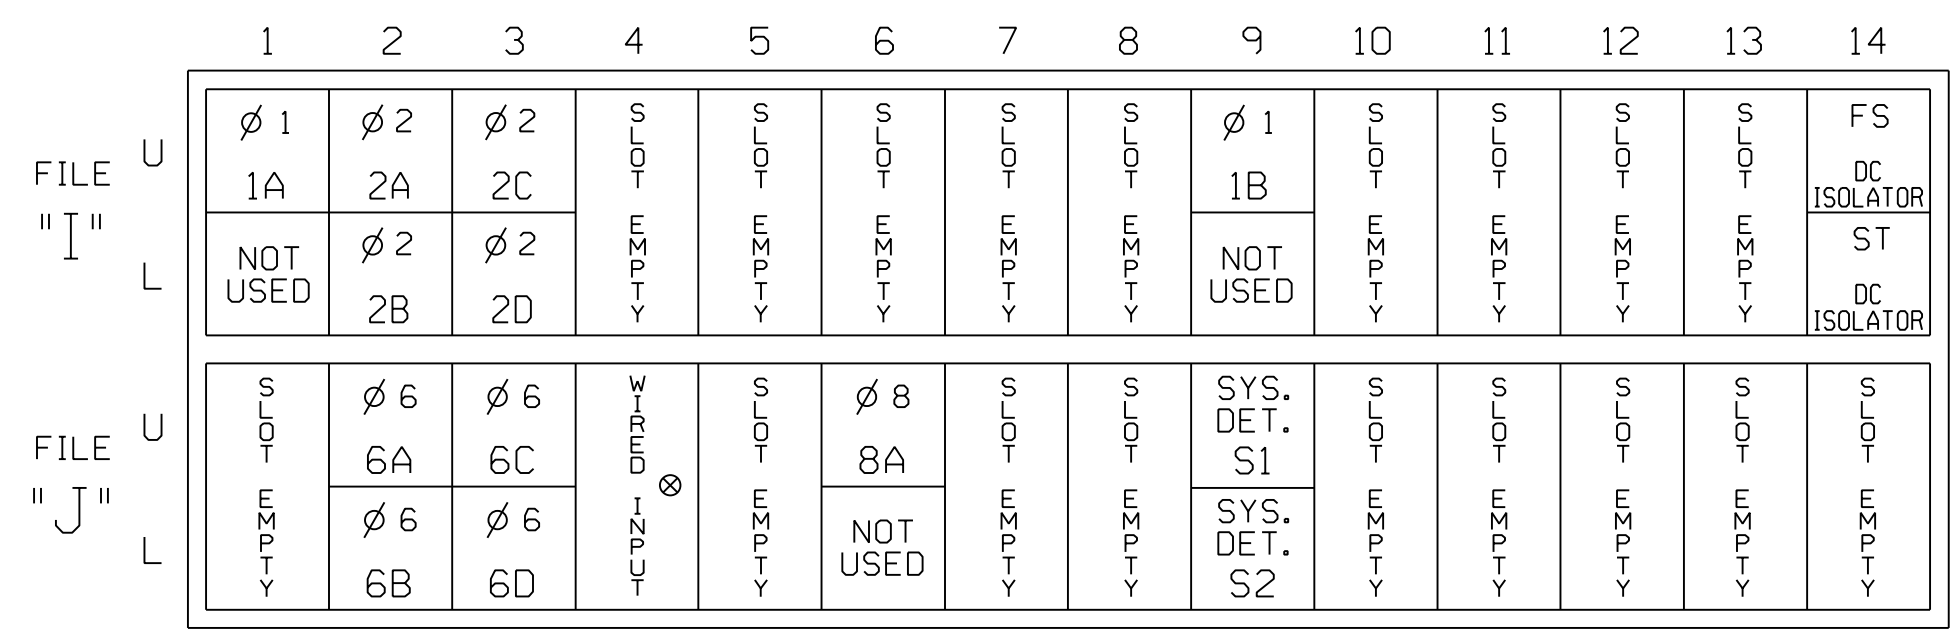 1 2 3 4 5 6 7 8 9 10 11 12 13 14
FILE "I"
U
L
Ø 1
1A
NOT
USED
Ø 2
2A
Ø 2
2B
Ø 2
2C
Ø 2
2D
SLOT EMPTY
SLOT EMPTY
SLOT EMPTY
SLOT EMPTY
SLOT EMPTY
Ø 1
1B
NOT
USED
SLOT EMPTY
SLOT EMPTY
SLOT EMPTY
SLOT EMPTY
FS
DC
ISOLATOR
ST
DC
ISOLATOR
FILE "J"
U
L
SLOT EMPTY
Ø 6
6A
Ø 6
6B
Ø 6
6C
Ø 6
6D
WIRED INPUT
⊗
SLOT EMPTY
Ø 8
8A
NOT
USED
SLOT EMPTY
SLOT EMPTY
SYS.
DET.
S1
SYS.
DET.
S2
SLOT EMPTY
SLOT EMPTY
SLOT EMPTY
SLOT EMPTY
SLOT EMPTY